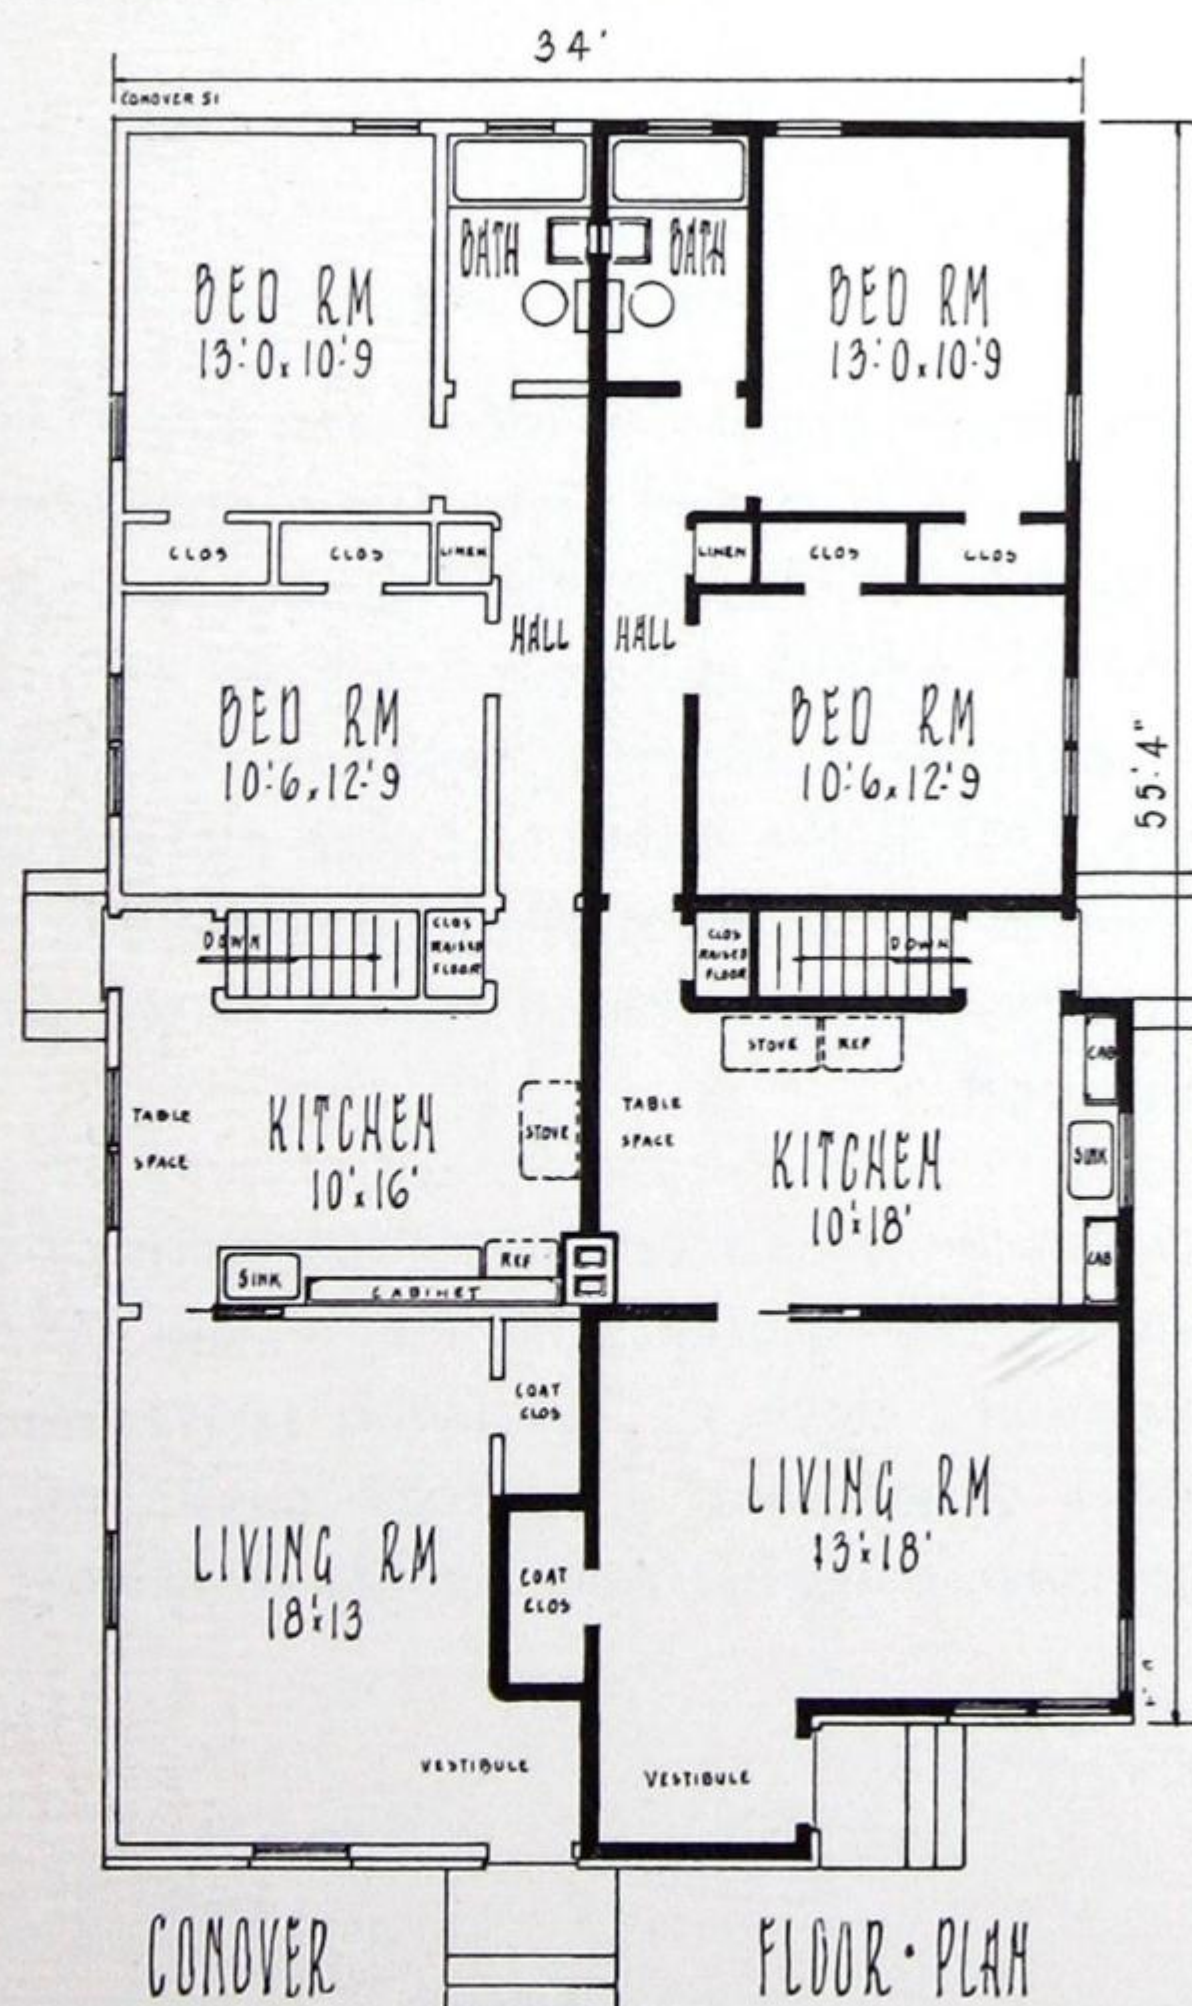 34'
CONOVER SI
BATH
BATH
BED RM
13'·0 x 10'·9
BED RM
13'·0 x 10'·9
CLOS
CLOS
LINEN
LINEN
CLOS
CLOS
HALL
HALL
BED RM
10'·6 x 12'·9
BED RM
10'·6 x 12'·9
55'·4"
DOWN
CLOS
RAISED
FLOOR
CLOS
RAISED
FLOOR
DOWN
STOVE
REF
CAB
TABLE
SPACE
KITCHEN
10' x 16'
STOVE
TABLE
SPACE
KITCHEN
10' x 18'
SINK
CAB
SINK
REF
CABINET
COAT
CLOS
LIVING RM
13' x 18'
LIVING RM
18' x 13
COAT
CLOS
VESTIBULE
VESTIBULE
CONOVER
FLOOR · PLAN